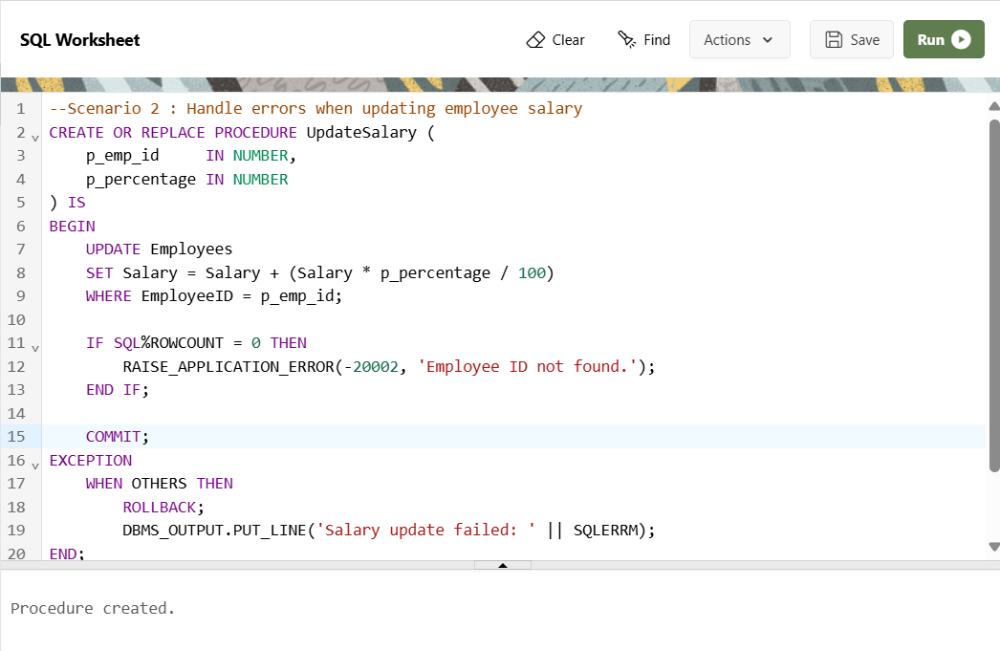 SQL Worksheet
Clear
Find
Actions
Save
Run
1 --Scenario 2 : Handle errors when updating employee salary
2 CREATE OR REPLACE PROCEDURE UpdateSalary (
3     p_emp_id     IN NUMBER,
4     p_percentage IN NUMBER
5 ) IS
6 BEGIN
7     UPDATE Employees
8     SET Salary = Salary + (Salary * p_percentage / 100)
9     WHERE EmployeeID = p_emp_id;
10
11     IF SQL%ROWCOUNT = 0 THEN
12         RAISE_APPLICATION_ERROR(-20002, 'Employee ID not found.');
13     END IF;
14
15     COMMIT;
16 EXCEPTION
17     WHEN OTHERS THEN
18         ROLLBACK;
19         DBMS_OUTPUT.PUT_LINE('Salary update failed: ' || SQLERRM);
20 END;
Procedure created.